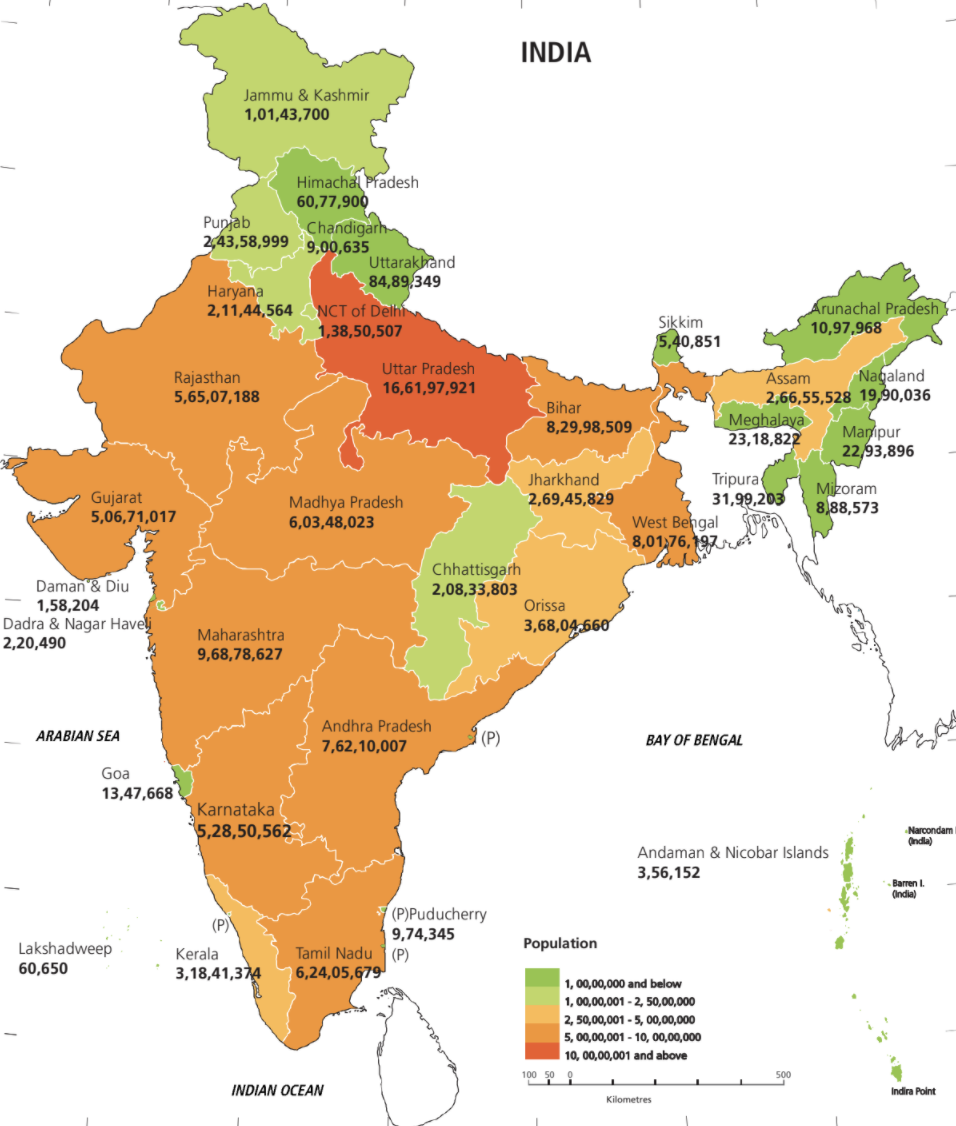 INDIA
Jammu & Kashmir
1,01,43,700
Himachal Pradesh
60,77,900
Punjab
2,43,58,999
Chandigarh
9,00,635
Uttarakhand
84,89,349
Haryana
2,11,44,564
NCT of Delhi
1,38,50,507
Arunachal Pradesh
10,97,968
Sikkim
5,40,851
Uttar Pradesh
16,61,97,921
Rajasthan
5,65,07,188
Assam
2,66,55,528
Nagaland
19,90,036
Bihar
8,29,98,509
Meghalaya
23,18,822
Manipur
22,93,896
Jharkhand
2,69,45,829
Tripura
31,99,203
Mizoram
8,88,573
Gujarat
5,06,71,017
Madhya Pradesh
6,03,48,023
West Bengal
8,01,76,197
Chhattisgarh
2,08,33,803
Daman & Diu
1,58,204
Dadra & Nagar Haveli
2,20,490
Orissa
3,68,04,660
Maharashtra
9,68,78,627
Andhra Pradesh
7,62,10,007
(P)
ARABIAN SEA
BAY OF BENGAL
Goa
13,47,668
Karnataka
5,28,50,562
Narcondam I
(India)
Andaman & Nicobar Islands
3,56,152
Barren I.
(India)
(P)Puducherry
9,74,345
(P)
(P)
Lakshadweep
60,650
Kerala
3,18,41,374
Tamil Nadu
6,24,05,679
Population
1, 00,00,000 and below
1, 00,00,001 - 2, 50,00,000
2, 50,00,001 - 5, 00,00,000
5, 00,00,001 - 10, 00,00,000
10, 00,00,001 and above
100 50 0 500
Kilometres
Indira Point
INDIAN OCEAN